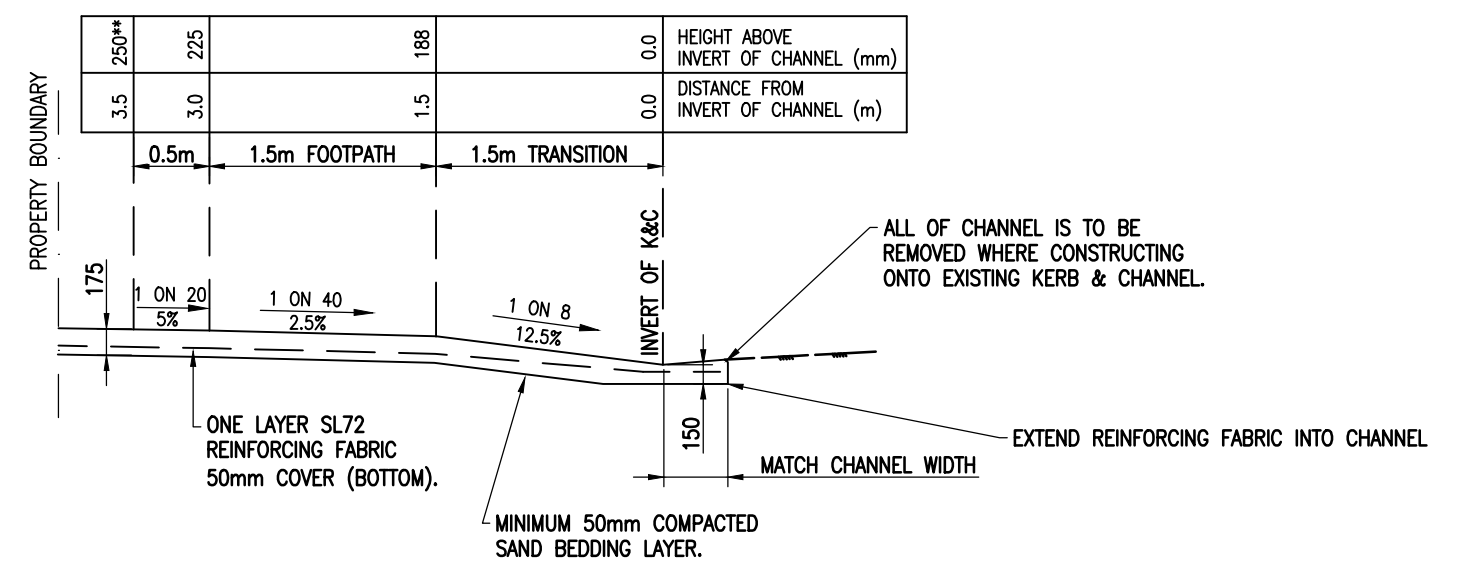 250** 225 188 0.0 HEIGHT ABOVE
INVERT OF CHANNEL (mm)
3.5 3.0 1.5 0.0 DISTANCE FROM
INVERT OF CHANNEL (m)
PROPERTY BOUNDARY
0.5m 1.5m FOOTPATH 1.5m TRANSITION
INVERT OF K&C
ALL OF CHANNEL IS TO BE
REMOVED WHERE CONSTRUCTING
ONTO EXISTING KERB & CHANNEL.
175
1 ON 20
5%
1 ON 40
2.5%
1 ON 8
12.5%
ONE LAYER SL72
REINFORCING FABRIC
50mm COVER (BOTTOM).
150
EXTEND REINFORCING FABRIC INTO CHANNEL
MATCH CHANNEL WIDTH
MINIMUM 50mm COMPACTED
SAND BEDDING LAYER.